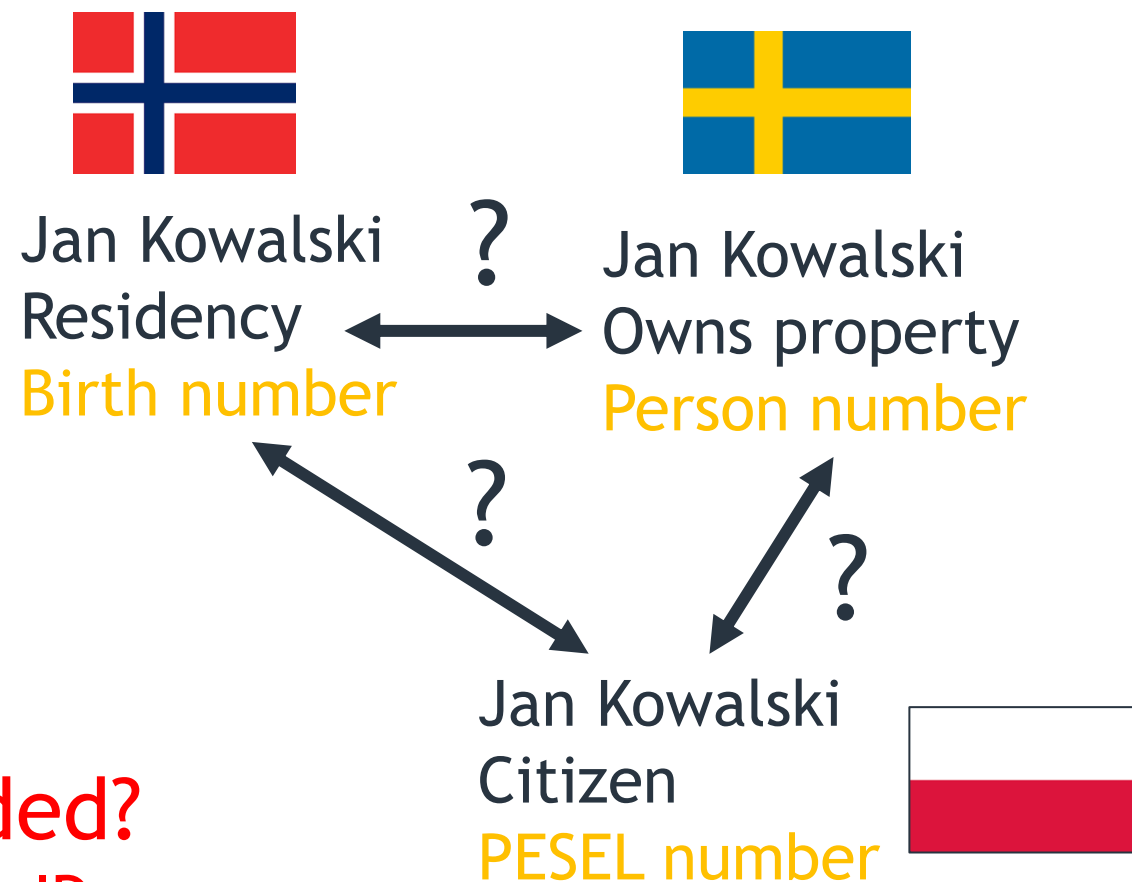 Jan Kowalski
Residency
Birth number
?
Jan Kowalski
Owns property
Person number
?
?
Jan Kowalski
Citizen
PESEL number